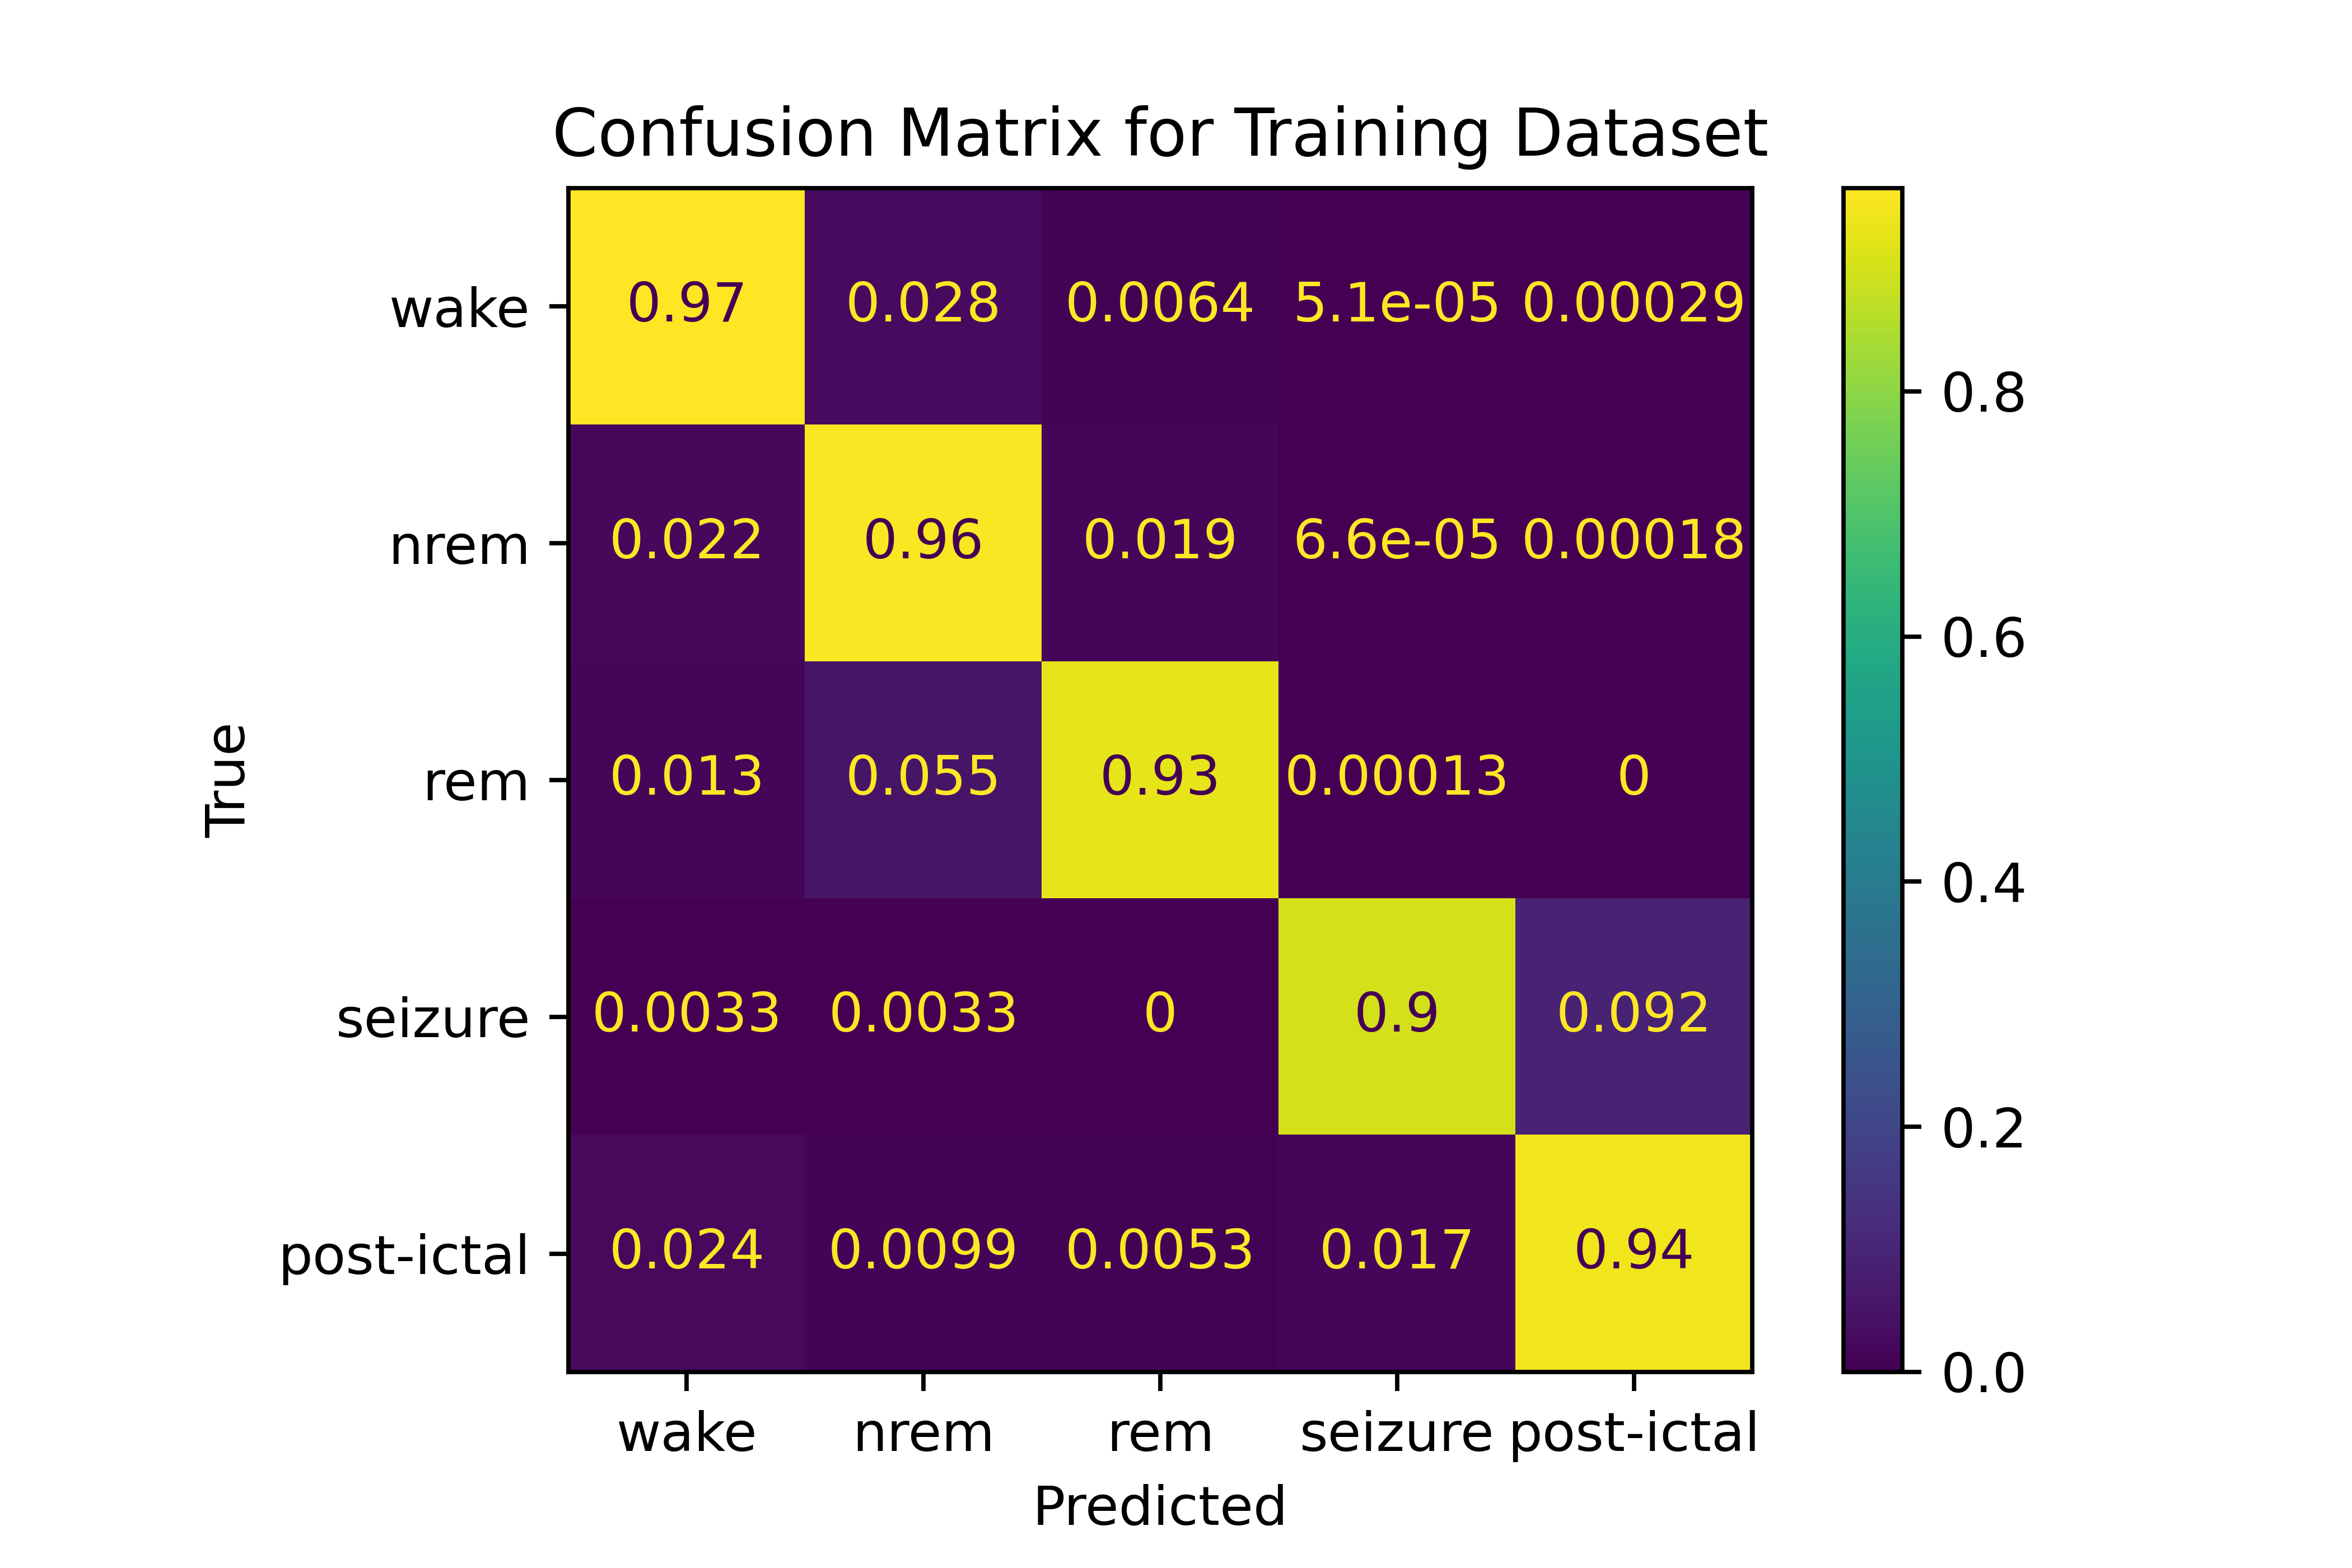 Confusion Matrix for Training Dataset
wake 0.97 0.028 0.0064 5.1e-05 0.00029
nrem 0.022 0.96 0.019 6.6e-05 0.00018
rem 0.013 0.055 0.93 0.00013 0
seizure 0.0033 0.0033 0 0.9 0.092
post-ictal 0.024 0.0099 0.0053 0.017 0.94
wake nrem rem seizure post-ictal
Predicted
True
0.8
0.6
0.4
0.2
0.0